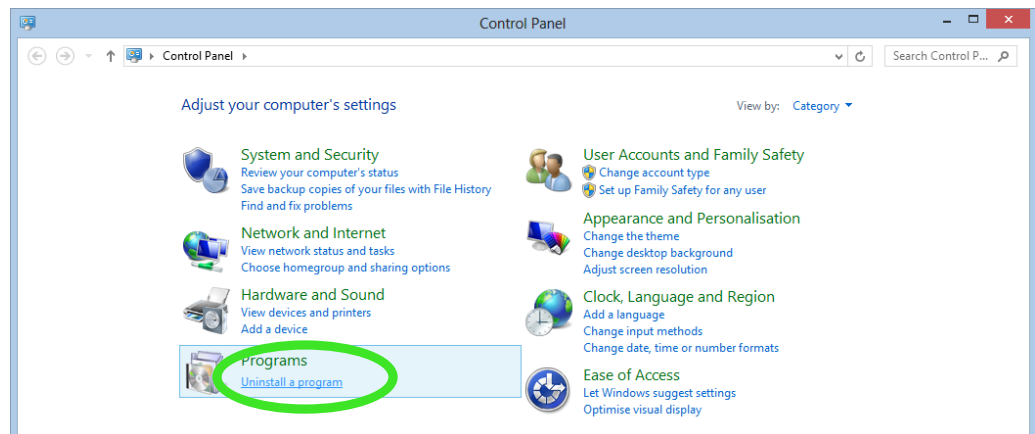 Control Panel
Control Panel
Search Control P...
Adjust your computer's settings
View by: Category
System and Security
Review your computer's status
Save backup copies of your files with File History
Find and fix problems
Network and Internet
View network status and tasks
Choose homegroup and sharing options
Hardware and Sound
View devices and printers
Add a device
Programs
Uninstall a program
User Accounts and Family Safety
Change account type
Set up Family Safety for any user
Appearance and Personalisation
Change the theme
Change desktop background
Adjust screen resolution
Clock, Language and Region
Add a language
Change input methods
Change date, time or number formats
Ease of Access
Let Windows suggest settings
Optimise visual display